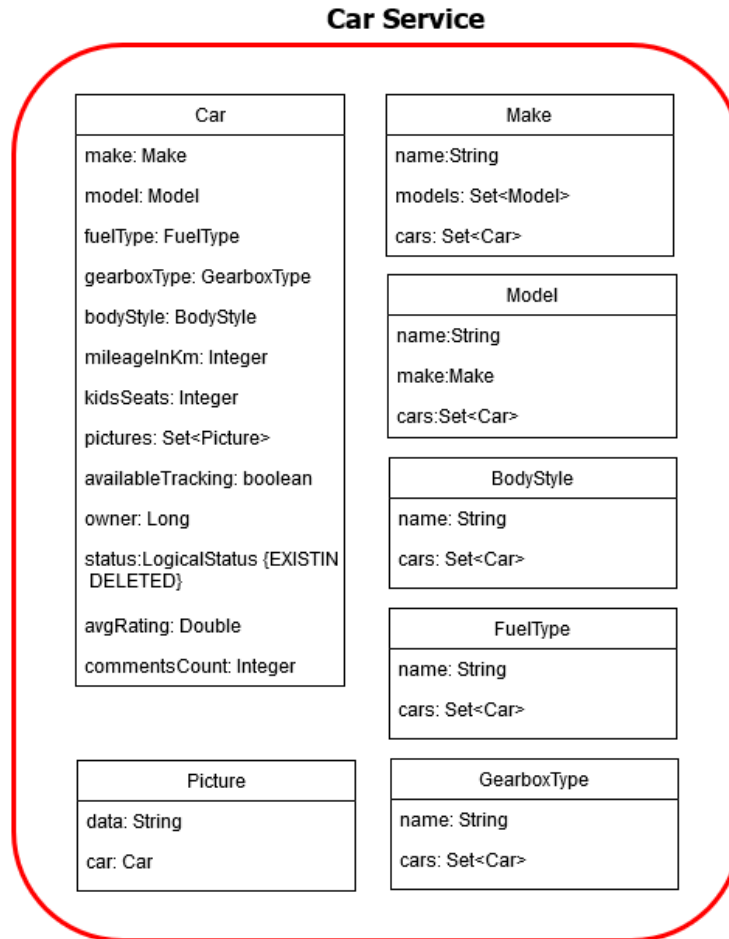 Car Service
Car
make: Make
model: Model
fuelType: FuelType
gearboxType: GearboxType
bodyStyle: BodyStyle
mileageInKm: Integer
kidsSeats: Integer
pictures: Set<Picture>
availableTracking: boolean
owner: Long
status:LogicalStatus {EXISTIN
DELETED}
avgRating: Double
commentsCount: Integer
Picture
data: String
car: Car
Make
name:String
models: Set<Model>
cars: Set<Car>
Model
name:String
make:Make
cars:Set<Car>
BodyStyle
name: String
cars: Set<Car>
FuelType
name: String
cars: Set<Car>
GearboxType
name: String
cars: Set<Car>